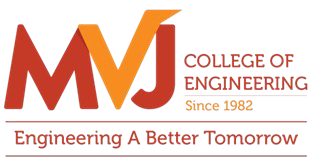 MVJ
COLLEGE OF
ENGINEERING
Since 1982
Engineering A Better Tomorrow